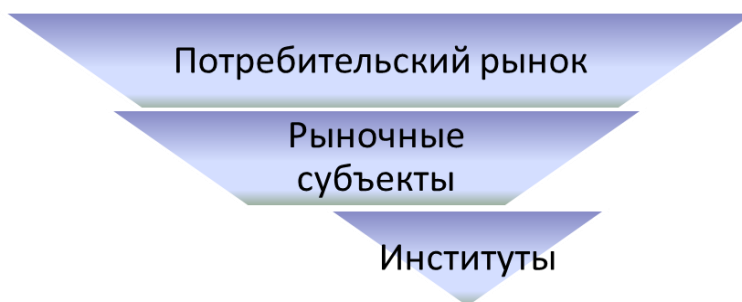 Потребительский рынок
Рыночные
субъекты
Институты